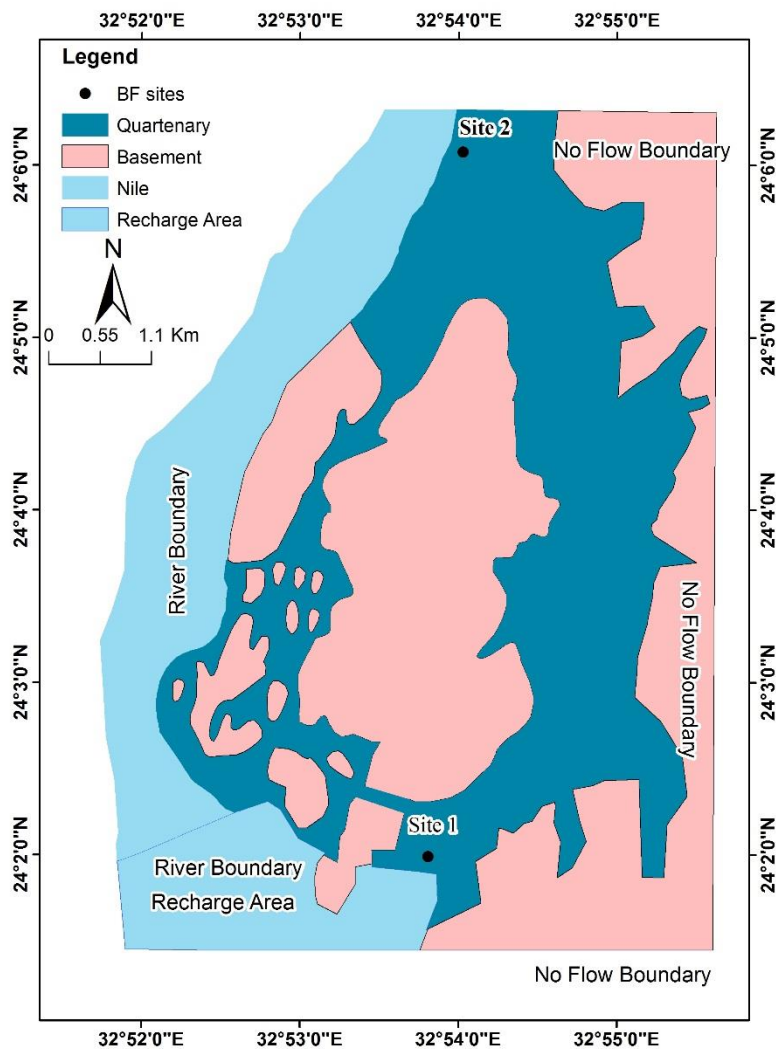 32°52'0"E 32°53'0"E 32°54'0"E 32°55'0"E
Legend
BF sites
Quartenary
Basement
Nile
Recharge Area
N
0 0.55 1.1 Km
Site 2
No Flow Boundary
24°6'0"N 24°6'0"N
24°5'0"N 24°5'0"N
24°4'0"N 24°4'0"N
River Boundary
No Flow Boundary
24°3'0"N 24°3'0"N
Site 1
24°2'0"N 24°2'0"N
River Boundary
Recharge Area
No Flow Boundary
32°52'0"E 32°53'0"E 32°54'0"E 32°55'0"E